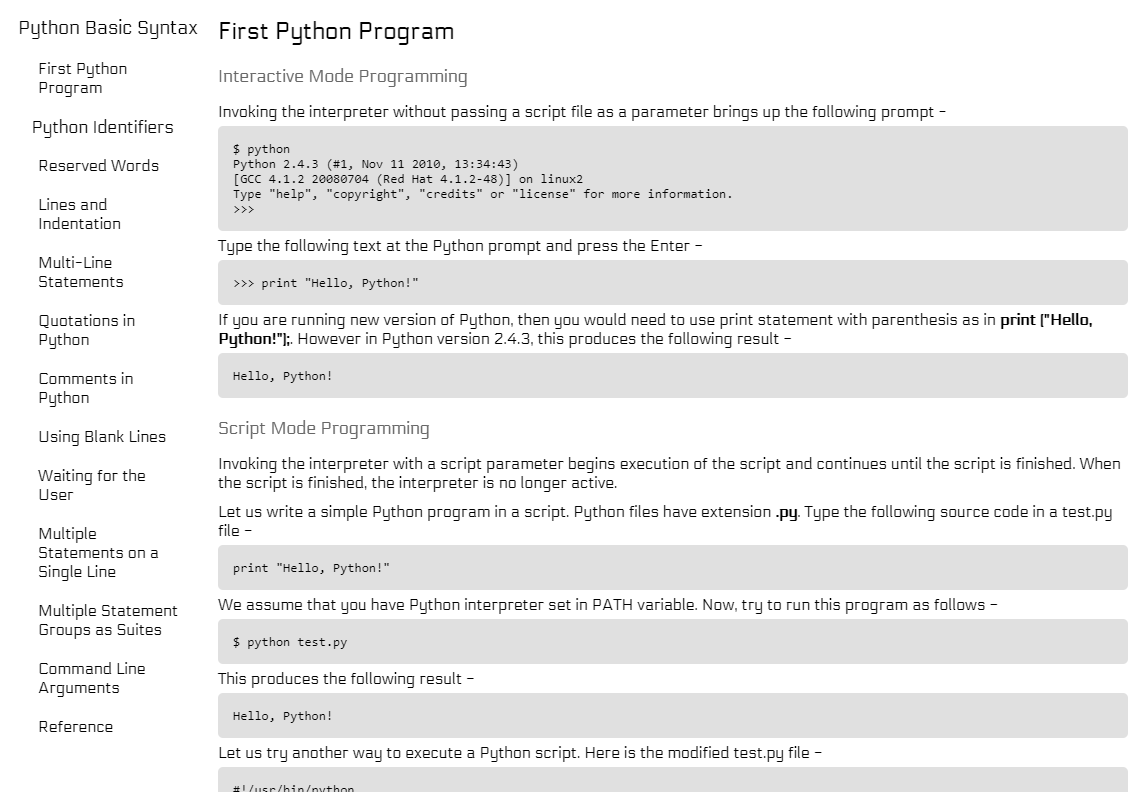 Python Basic Syntax
First Python
Program
Python Identifiers
Reserved Words
Lines and
Indentation
Multi-Line
Statements
Quotations in
Python
Comments in
Python
Using Blank Lines
Waiting for the
User
Multiple
Statements on a
Single Line
Multiple Statement
Groups as Suites
Command Line
Arguments
Reference
First Python Program
Interactive Mode Programming
Invoking the interpreter without passing a script file as a parameter brings up the following prompt −
$ python
Python 2.4.3 (#1, Nov 11 2010, 13:34:43)
[GCC 4.1.2 20080704 (Red Hat 4.1.2-48)] on linux2
Type "help", "copyright", "credits" or "license" for more information.
>>>
Type the following text at the Python prompt and press the Enter −
>>> print "Hello, Python!"
If you are running new version of Python, then you would need to use print statement with parenthesis as in print ("Hello,
Python!");. However in Python version 2.4.3, this produces the following result −
Hello, Python!
Script Mode Programming
Invoking the interpreter with a script parameter begins execution of the script and continues until the script is finished. When
the script is finished, the interpreter is no longer active.
Let us write a simple Python program in a script. Python files have extension .py. Type the following source code in a test.py
file −
print "Hello, Python!"
We assume that you have Python interpreter set in PATH variable. Now, try to run this program as follows −
$ python test.py
This produces the following result −
Hello, Python!
Let us try another way to execute a Python script. Here is the modified test.py file −
#!/usr/bin/python